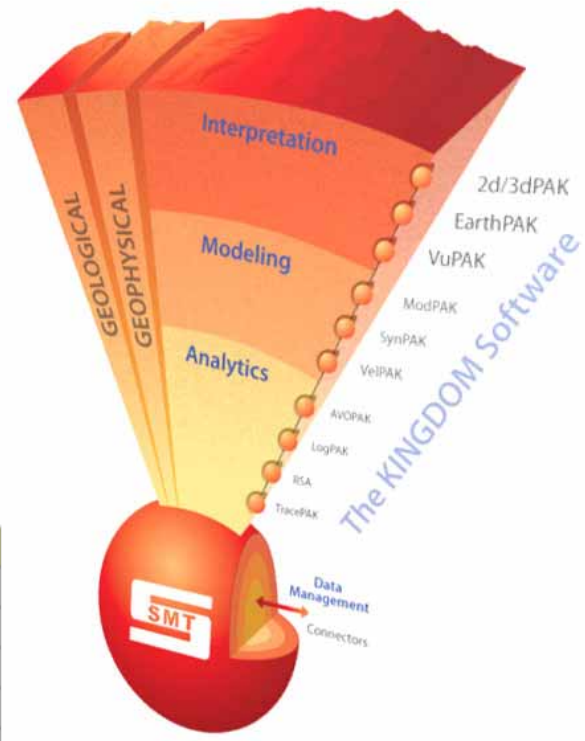 GEOLOGICAL
GEOPHYSICAL
Interpretation
Modeling
Analytics
2d/3dPAK
EarthPAK
VuPAK
ModPAK
SynPAK
VelPAK
AVOPAK
LogPAK
RSA
TracePAK
The KINGDOM Software
SMT
Data
Management
Connectors